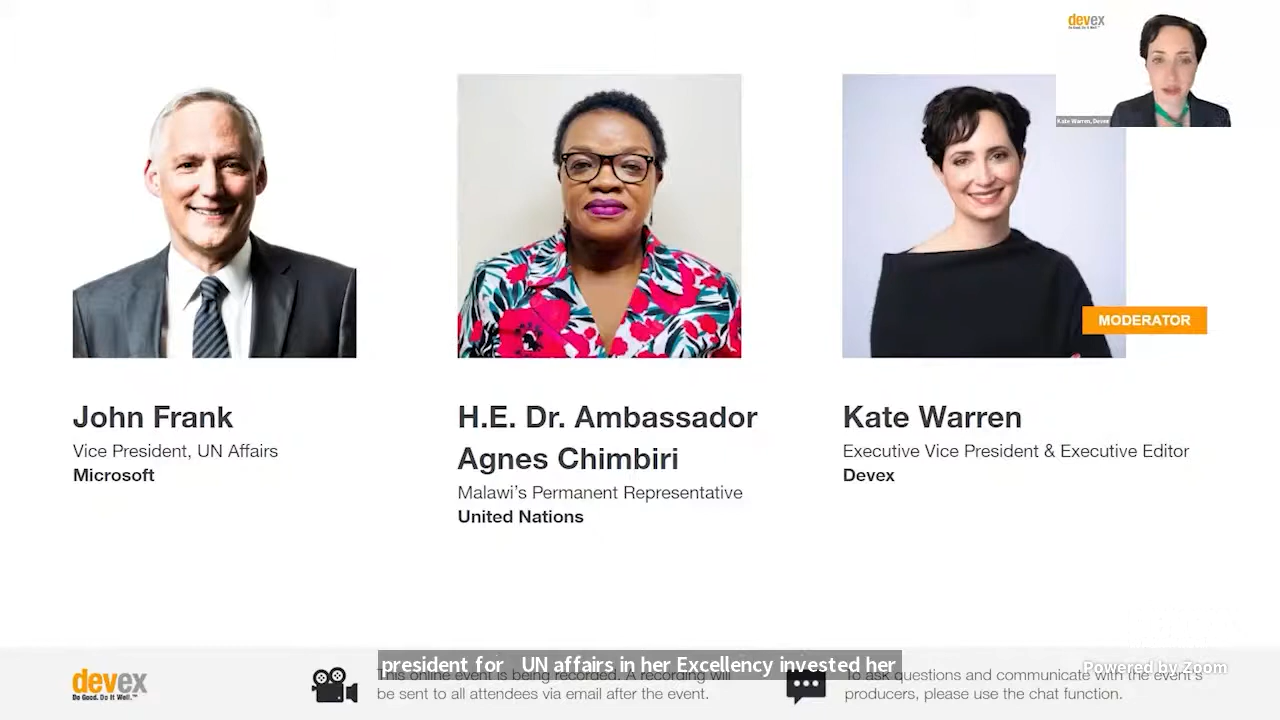 devex
Kate Warren, Devex
MODERATOR
John Frank
Vice President, UN Affairs
Microsoft
H.E. Dr. Ambassador
Agnes Chimbiri
Malawi's Permanent Representative
United Nations
Kate Warren
Executive Vice President & Executive Editor
Devex
president for UN affairs in her Excellency invested her
devex
Do Good. Do It Well.™
This online event is being recorded. A recording will
be sent to all attendees via email after the event.
To ask questions and communicate with the event's
producers, please use the chat function.
Powered by Zoom